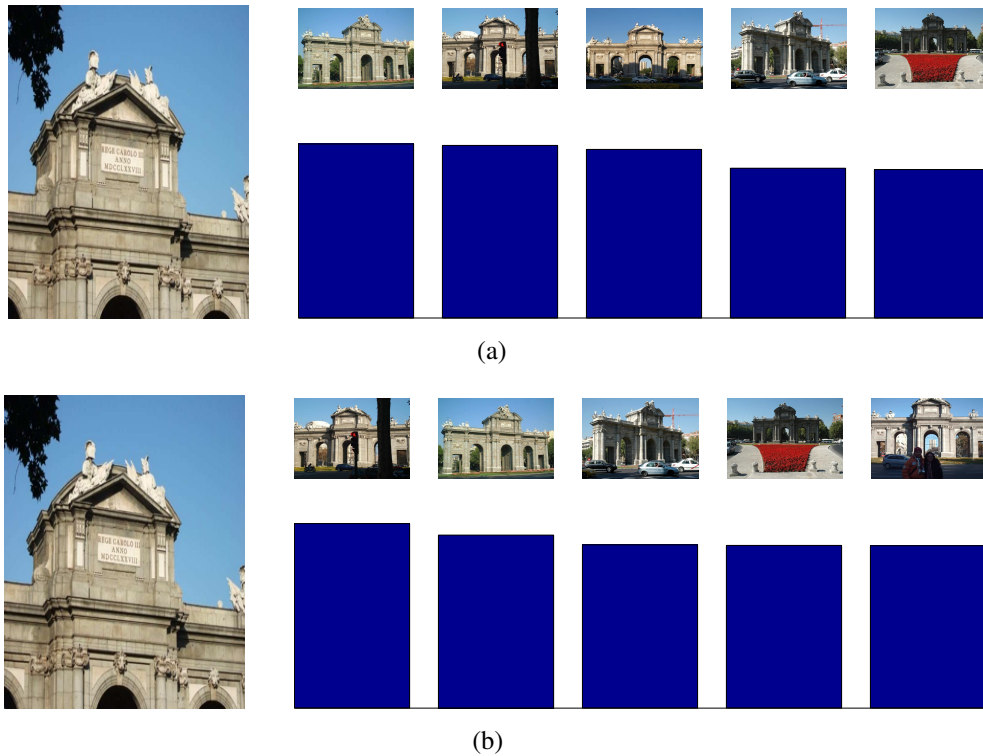 REGE CAROLO III
ANNO
MDCCLXXVIII
(a)
REGE CAROLO III
ANNO
MDCCLXXVIII
(b)